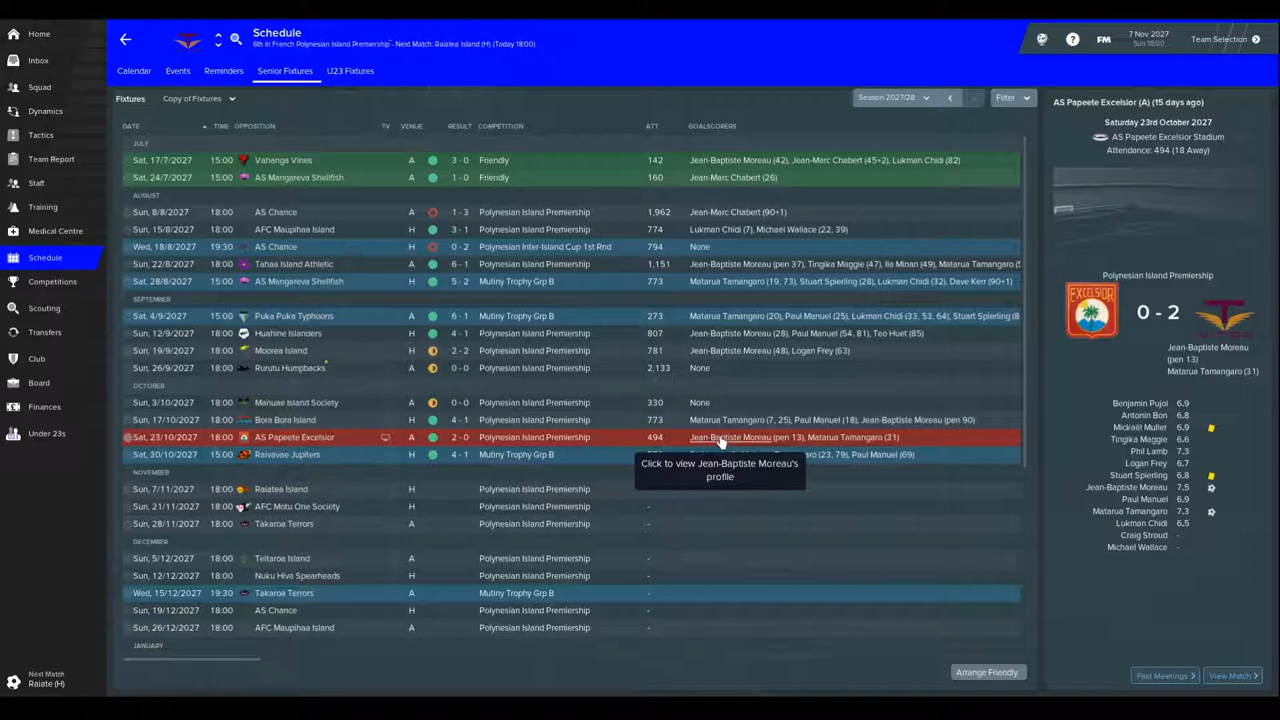 Home
Inbox
Squad
Dynamics
Tactics
Team Report
Staff
Training
Medical Centre
Schedule
Competitions
Scouting
Transfers
Club
Board
Finances
Under 23s
Next Match
Raiate (H)
Schedule
6th in French Polynesian Island Premiership - Next Match: Raiatea Island (H) (Today 18:00)
FM
7 Nov 2027
Sun 18:00
Team Selection
Calendar Events Reminders Senior Fixtures U23 Fixtures
Fixtures Copy of Fixtures Season 2027/28 Filter
DATE TIME OPPOSITION TV VENUE RESULT COMPETITION ATT GOALSCORERS
JULY
Sat, 17/7/2027 15:00 Vahanga Vines A 3 - 0 Friendly 142 Jean-Baptiste Moreau (42), Jean-Marc Chabert (45+2), Lukman Chidi (82)
Sat, 24/7/2027 15:00 AS Mangareva Shellfish A 1 - 0 Friendly 160 Jean-Marc Chabert (26)
AUGUST
Sun, 8/8/2027 18:00 AS Chance A 1 - 3 Polynesian Island Premiership 1,962 Jean-Marc Chabert (90+1)
Sun, 15/8/2027 18:00 AFC Maupihaa Island H 3 - 1 Polynesian Island Premiership 774 Lukman Chidi (7), Michael Wallace (22, 39)
Wed, 18/8/2027 19:30 AS Chance H 0 - 2 Polynesian Inter-Island Cup 1st Rnd 794 None
Sun, 22/8/2027 18:00 Tahaa Island Athletic A 6 - 1 Polynesian Island Premiership 1,151 Jean-Baptiste Moreau (pen 37), Tingika Maggie (47), Ila Minan (49), Matarua Tamangaro (5
Sat, 28/8/2027 18:00 AS Mangareva Shellfish H 5 - 2 Mutiny Trophy Grp B 773 Matarua Tamangaro (19, 73), Stuart Spierling (28), Lukman Chidi (32), Dave Kerr (90+1)
SEPTEMBER
Sat, 4/9/2027 15:00 Puka Puka Typhoons A 6 - 1 Mutiny Trophy Grp B 273 Matarua Tamangaro (20), Paul Manuel (25), Lukman Chidi (33, 53, 64), Stuart Spierling (8
Sun, 12/9/2027 18:00 Huahine Islanders H 4 - 1 Polynesian Island Premiership 807 Jean-Baptiste Moreau (28), Paul Manuel (54, 81), Teo Huet (85)
Sun, 19/9/2027 18:00 Moorea Island H 2 - 2 Polynesian Island Premiership 781 Jean-Baptiste Moreau (48), Logan Frey (63)
Sun, 26/9/2027 18:00 Rurutu Humpbacks A 0 - 0 Polynesian Island Premiership 2,133 None
OCTOBER
Sun, 3/10/2027 18:00 Manuae Island Society A 0 - 0 Polynesian Island Premiership 330 None
Sun, 17/10/2027 18:00 Bora Bora Island H 4 - 1 Polynesian Island Premiership 773 Matarua Tamangaro (7, 25), Paul Manuel (18), Jean-Baptiste Moreau (pen 90)
Sat, 23/10/2027 18:00 AS Papeete Excelsior A 2 - 0 Polynesian Island Premiership 494 Jean-Baptiste Moreau (pen 13), Matarua Tamangaro (31)
Sat, 30/10/2027 15:00 Raivavae Jupiters H 4 - 1 Mutiny Trophy Grp B (23, 79), Paul Manuel (69)
Click to view Jean-Baptiste Moreau's
profile
NOVEMBER
Sun, 7/11/2027 18:00 Raiatea Island H Polynesian Island Premiership -
Sun, 21/11/2027 18:00 AFC Motu One Society H Polynesian Island Premiership -
Sun, 28/11/2027 18:00 Takaroa Terrors A Polynesian Island Premiership -
DECEMBER
Sun, 5/12/2027 18:00 Teitaroa Island A Polynesian Island Premiership -
Sun, 12/12/2027 18:00 Nuku Hiva Spearheads H Polynesian Island Premiership -
Wed, 15/12/2027 19:30 Takaroa Terrors A Mutiny Trophy Grp B -
Sun, 19/12/2027 18:00 AS Chance H Polynesian Island Premiership -
Sun, 26/12/2027 18:00 AFC Maupihaa Island A Polynesian Island Premiership -
JANUARY
Arrange Friendly
AS Papeete Excelsior (A) (15 days ago)
Saturday 23rd October 2027
AS Papeete Excelsior Stadium
Attendance: 494 (18 Away)
Polynesian Island Premiership
EXCELSIOR
0 - 2
Jean-Baptiste Moreau
(pen 13)
Matarua Tamangaro (31)
Benjamin Pujol 6.9
Antonin Bon 6.8
Mickaël Muller 6.9
Tingika Maggie 6.6
Phil Lamb 7.3
Logan Frey 6.7
Stuart Spierling 6.9
Jean-Baptiste Moreau 7.5
Paul Manuel 6.9
Matarua Tamangaro 7.3
Lukman Chidi 6.5
Craig Stroud -
Michael Wallace -
Past Meetings View Match